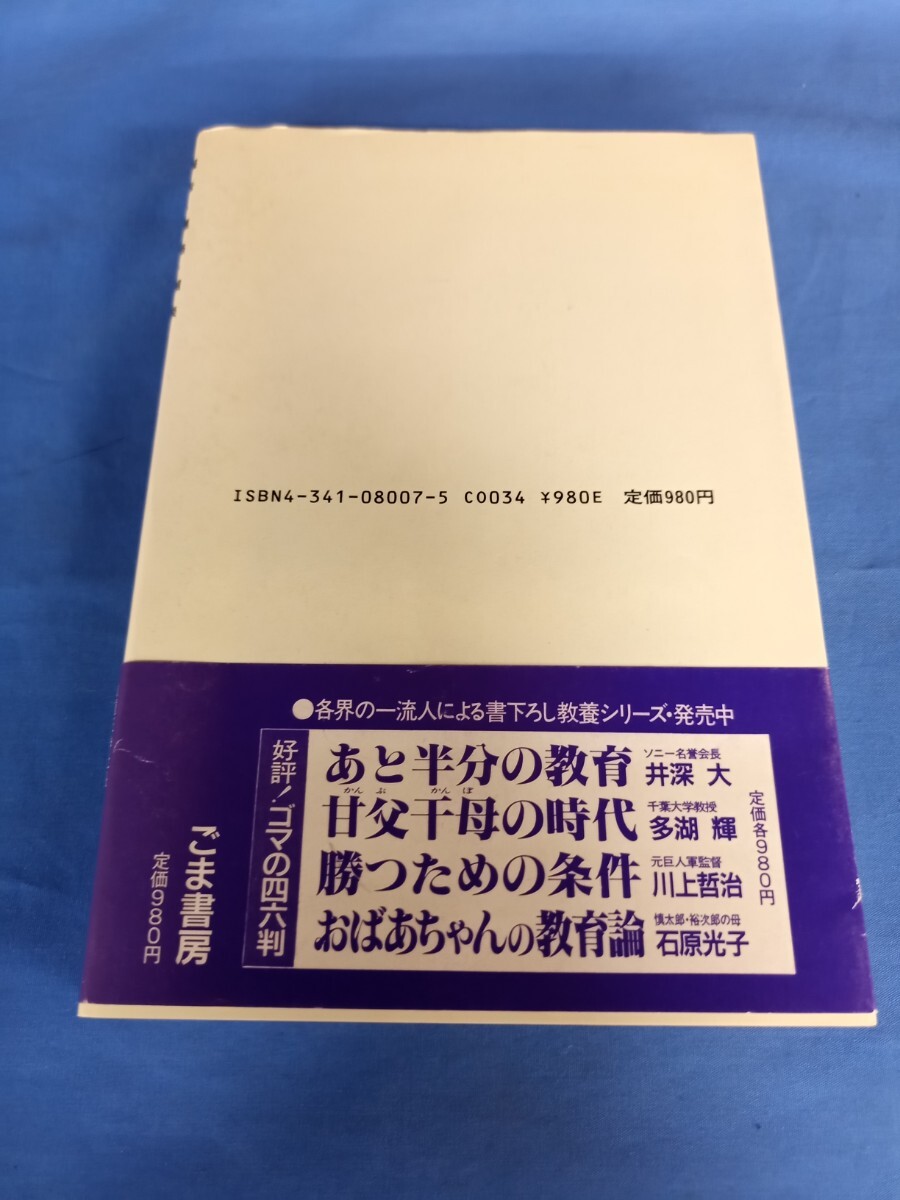 ISBN4-341-08007-5 C0034 ¥980E 定価980円
●各界の一流人による書下ろし教養シリーズ・発売中
好評!ゴマの四六判
あと半分の教育 ソニー名誉会長 井深 大
かんぷ かんぼ
甘父干母の時代 千葉大学教授 多湖 輝
勝つための条件 元巨人軍監督 川上哲治
おばあちゃんの教育論 慎太郎・裕次郎の母 石原光子
定価各980円
ごま書房
定価980円